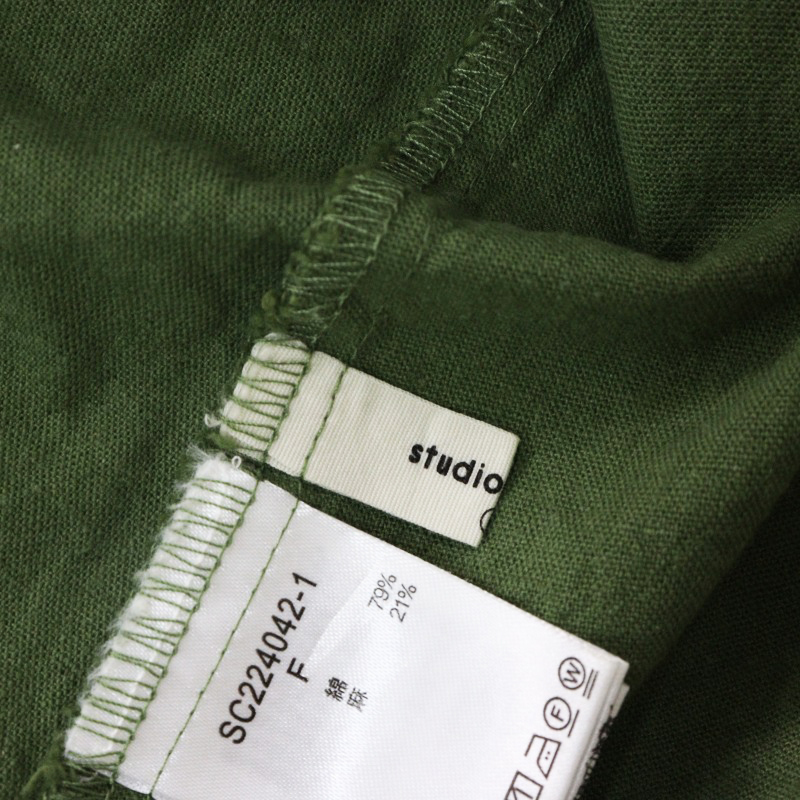 studio
SC224042-1
F
綿 79%
麻 21%
W
F